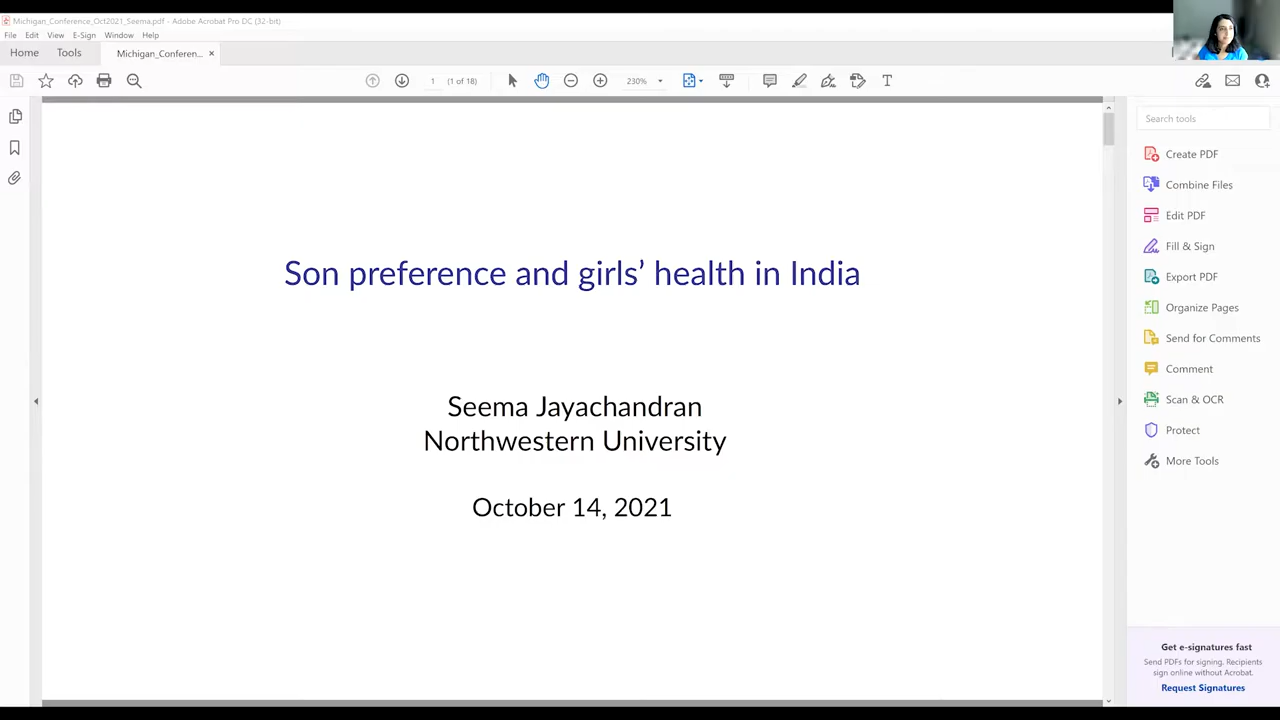 Michigan_Conference_Oct2021_Seema.pdf - Adobe Acrobat Pro DC (32-bit)
File Edit View E-Sign Window Help
Home Tools Michigan_Conferen... ×
1 (1 of 18) 230%
Search tools
Create PDF
Combine Files
Edit PDF
Fill & Sign
Export PDF
Organize Pages
Send for Comments
Comment
Scan & OCR
Protect
More Tools
Son preference and girls’ health in India
Seema Jayachandran
Northwestern University
October 14, 2021
Get e-signatures fast
Send PDFs for signing. Recipients
sign online without Acrobat.
Request Signatures